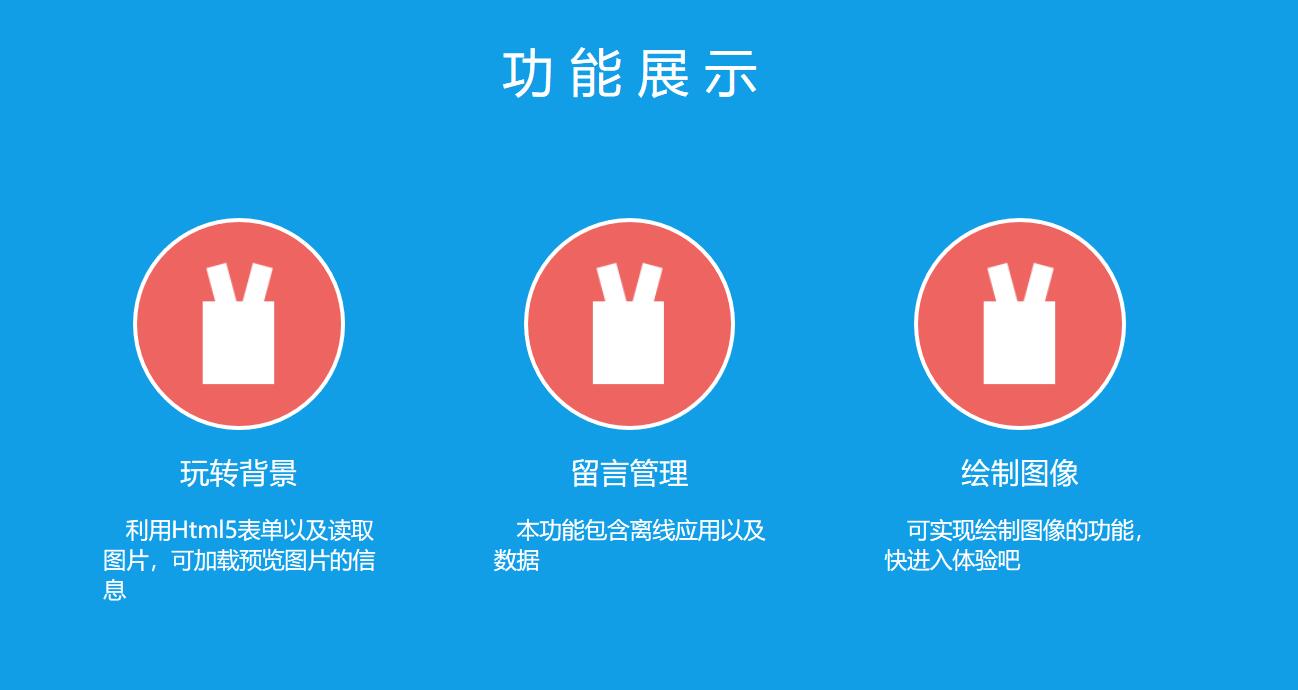 功能展示
玩转背景
利用Html5表单以及读取
图片，可加载预览图片的信
息
留言管理
本功能包含离线应用以及
数据
绘制图像
可实现绘制图像的功能，
快进入体验吧